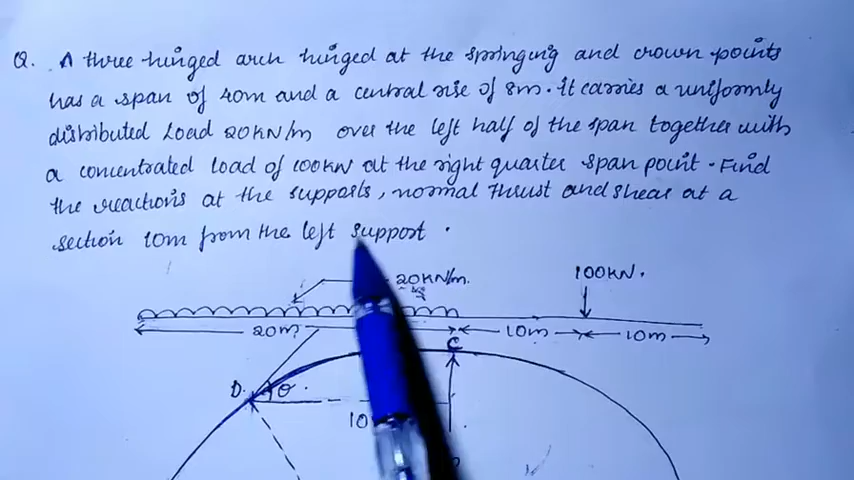 Q. A three hinged arch hinged at the springing and crown points
has a span of 40m and a central rise of 8m. it carries a uniformly
distributed Load 20KN/m over the left half of the span together with
a concentrated load of 100KN at the right quarter span point. Find
the reactions at the supports, normal thrust and shear at a
section 10m from the left support.
20KN/m.
100KN.
20m
10m
10m
C
D.
θ